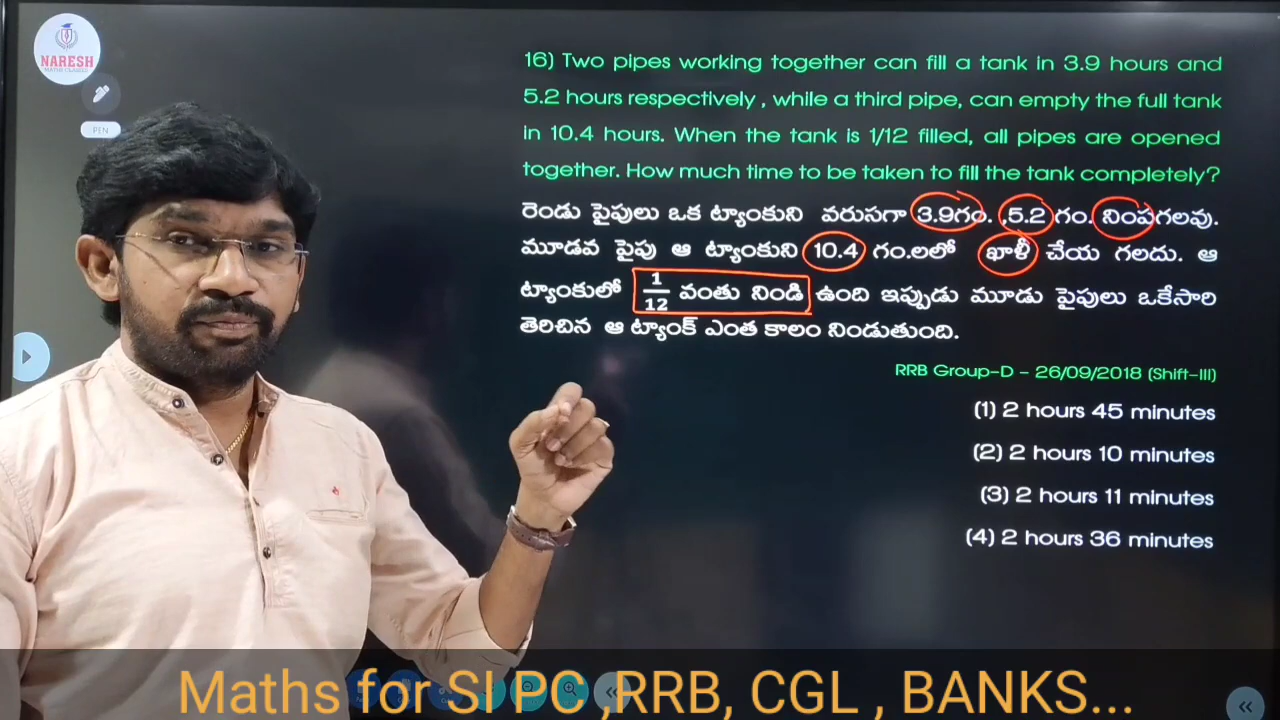 NARESH
MATHS CLASSES
PEN
16) Two pipes working together can fill a tank in 3.9 hours and
5.2 hours respectively , while a third pipe, can empty the full tank
in 10.4 hours. When the tank is 1/12 filled, all pipes are opened
together. How much time to be taken to fill the tank completely?
రెండు పైపులు ఒక ట్యాంకుని వరుసగా 3.9గం. ,5.2 గం. నింపగలవు.
మూడవ పైపు ఆ ట్యాంకుని 10.4 గం.లలో ఖాళీ చేయ గలదు. ఆ
ట్యాంకులో 1/12 వంతు నిండి ఉంది ఇప్పుడు మూడు పైపులు ఒకేసారి
తెరిచిన ఆ ట్యాంక్ ఎంత కాలం నిండుతుంది.
RRB Group-D - 26/09/2018 (Shift-III)
(1) 2 hours 45 minutes
(2) 2 hours 10 minutes
(3) 2 hours 11 minutes
(4) 2 hours 36 minutes
Maths for SI PC ,RRB, CGL , BANKS...